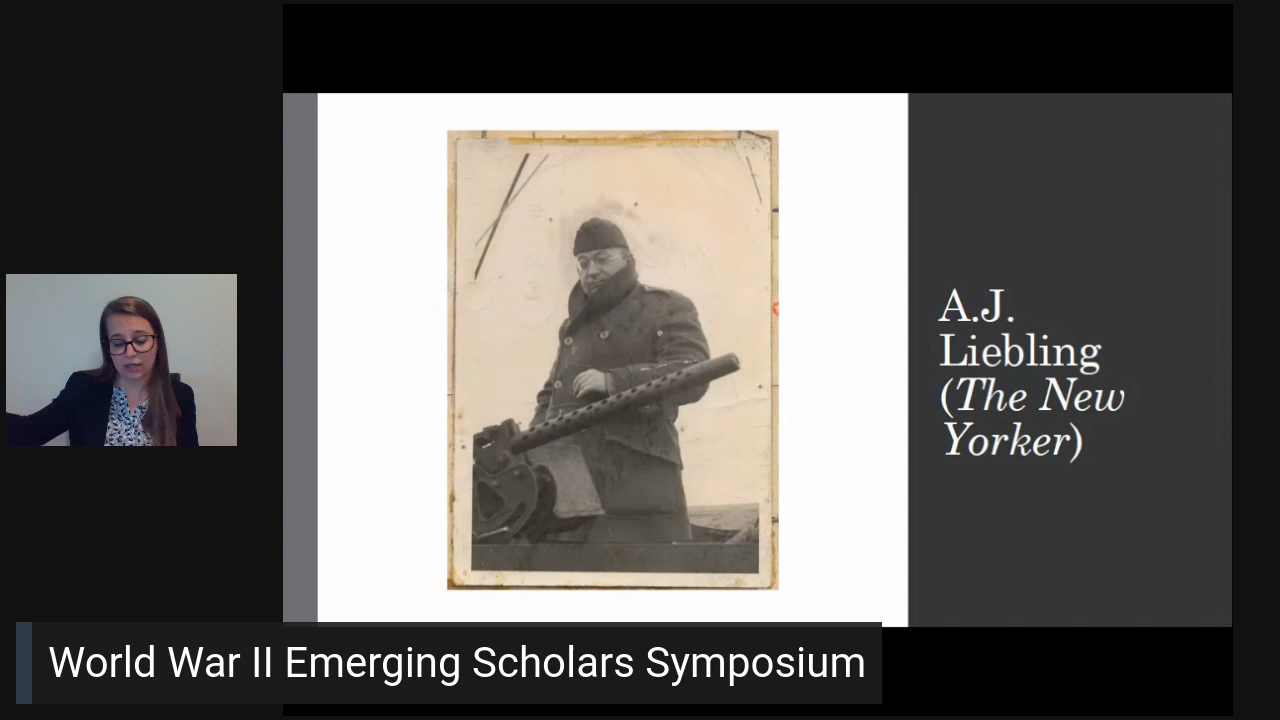 A.J.
Liebling
(The New
Yorker)
World War II Emerging Scholars Symposium